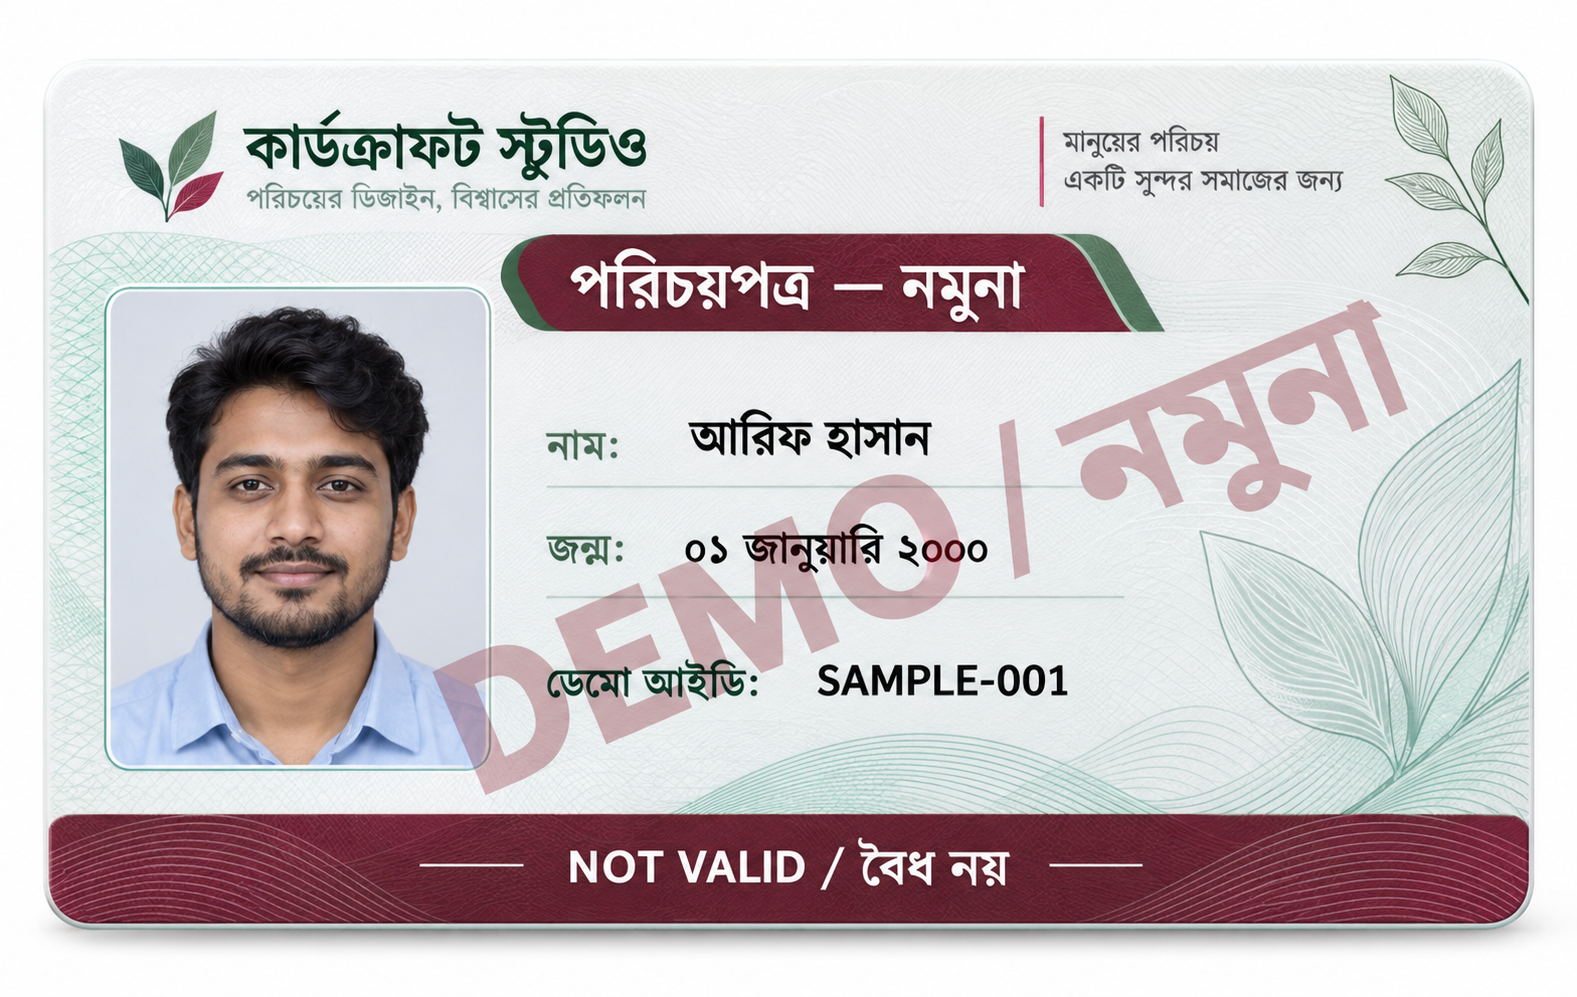 কার্ডক্রাফট স্টুডিও
পরিচয়ের ডিজাইন, বিশ্বাসের প্রতিফলন
মানুয়ের পরিচয়
একটি সুন্দর সমাজের জন্য
পরিচয়পত্র — নমুনা
নাম: আরিফ হাসান
জন্ম: ০১ জানুয়ারি ২০০০
ডেমো আইডি: SAMPLE-001
DEMO / নমুনা
NOT VALID / বৈধ নয়